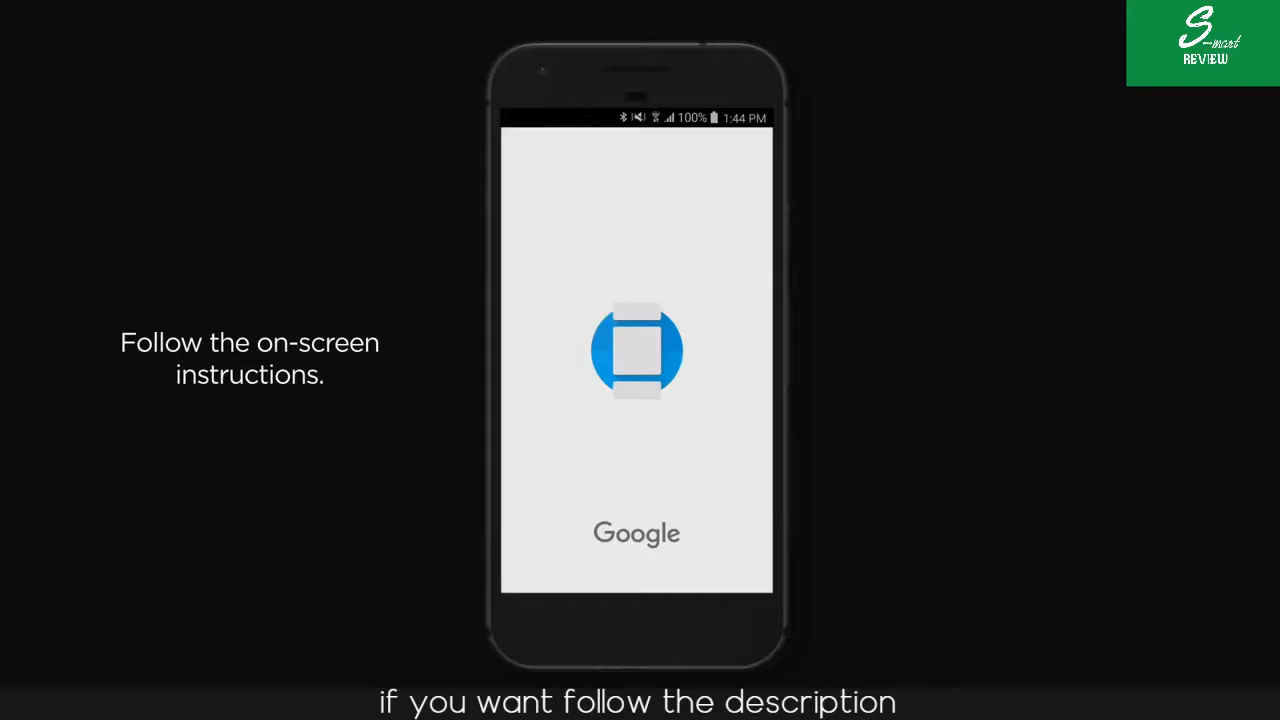 S-mart
REVIEW
100% 1:44 PM
Follow the on-screen
instructions.
Google
if you want follow the description